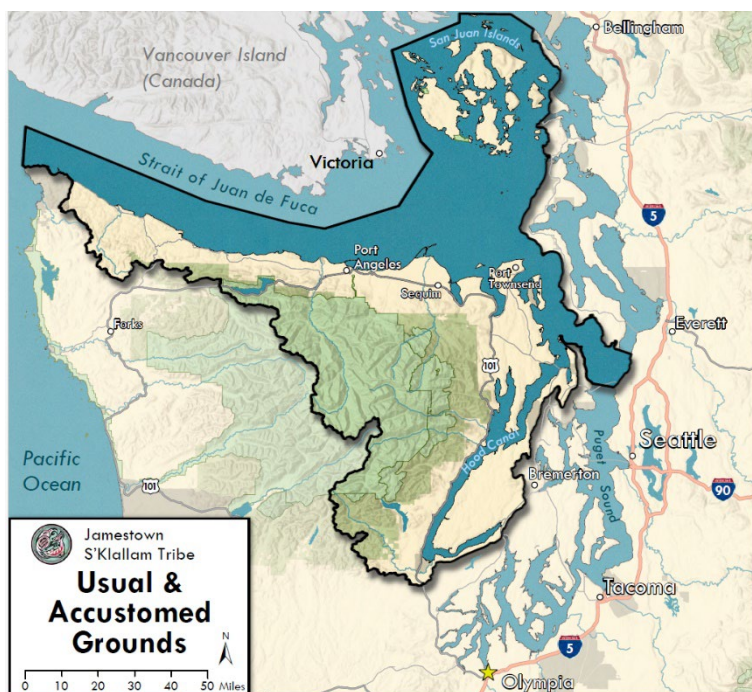 Vancouver Island
(Canada)
San Juan Islands
Bellingham
Victoria
Strait of Juan de Fuca
5
Port
Angeles
Port
Townsend
Sequim
Forks
Everett
101
Hood Canal
Seattle
Pacific
Ocean
101
Bremerton
Puget
Sound
90
Jamestown
S'Klallam Tribe
Usual &
Accustomed
Grounds
N
0 10 20 30 40 50 Miles
Tacoma
5
Olympia